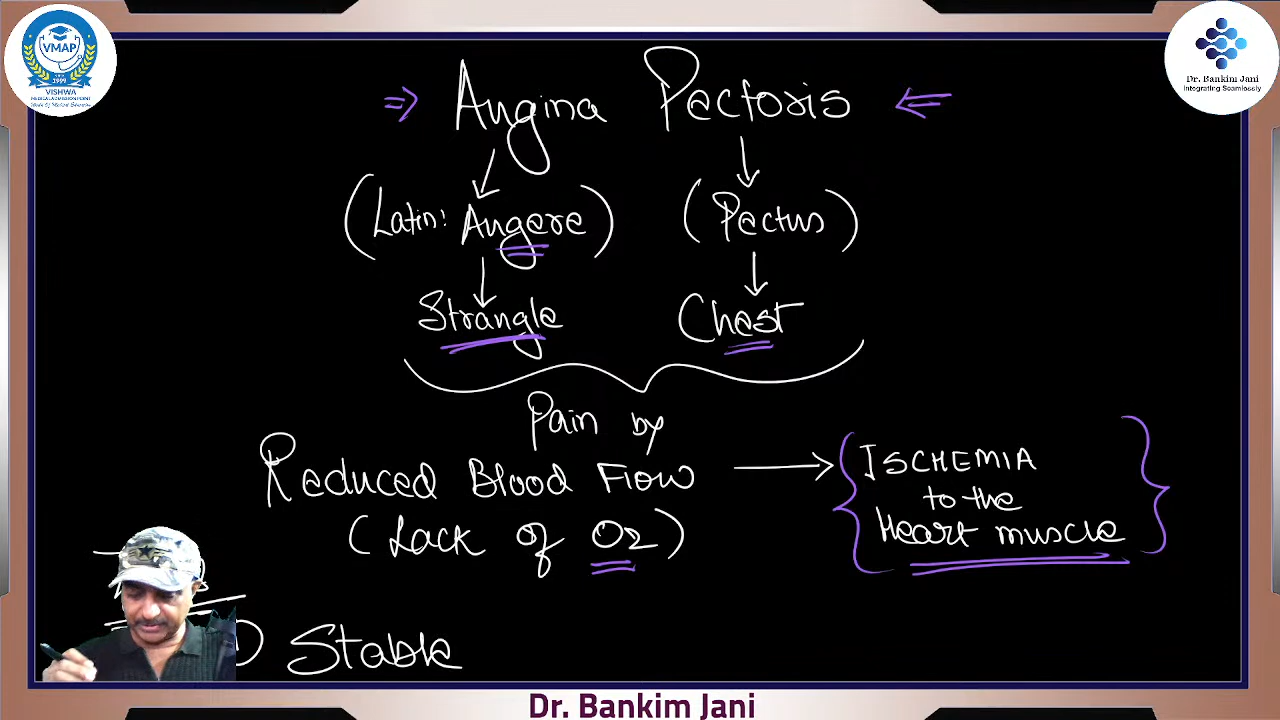 VMAP
VISHWA
Dr. Bankim Jani
Integrating Seamlessly
⇒ Angina Pectoris ⇐
(Latin: Angere) (Pectus)
Strangle Chest
Pain by
Reduced Blood Flow → ISCHEMIA
to the
(Lack of O2) Heart muscle
Stable
Dr. Bankim Jani